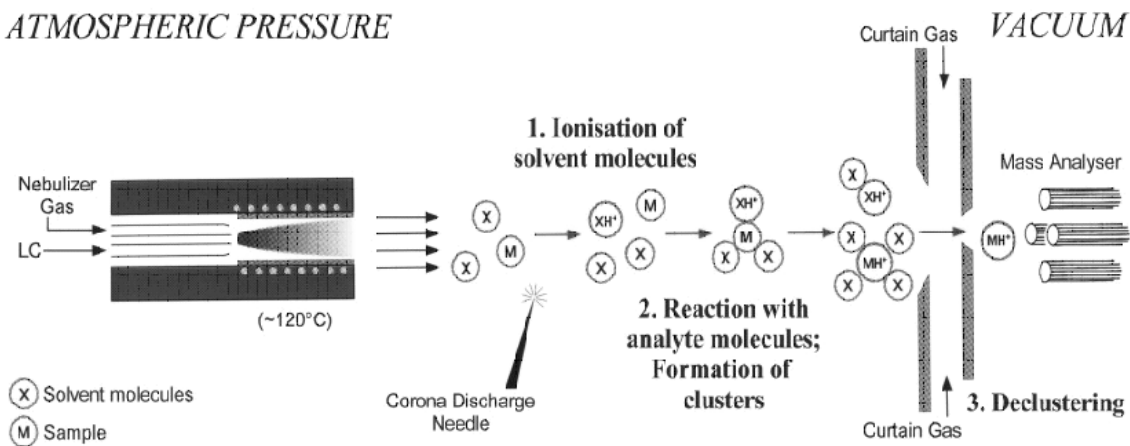 ATMOSPHERIC PRESSURE
VACUUM
Curtain Gas
1. Ionisation of
solvent molecules
Mass Analyser
Nebulizer
Gas
LC
(~120°C)
X
X
M
XH⁺
M
X
X
XH⁺
M
X
X
X
XH⁺
X
X
MH⁺
X
X
MH⁺
2. Reaction with
analyte molecules;
Formation of
clusters
Corona Discharge
Needle
3. Declustering
Curtain Gas
X Solvent molecules
M Sample